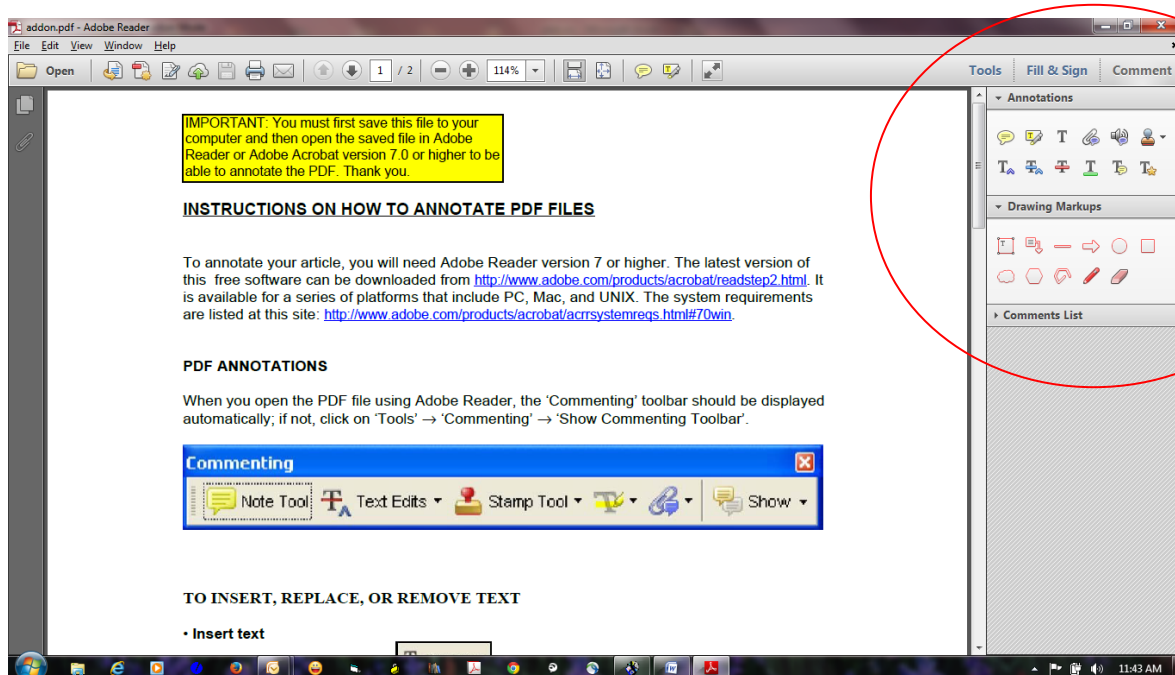 addon.pdf - Adobe Reader
File Edit View Window Help
Open 1 / 2 114% Tools Fill & Sign Comment
Annotations
Drawing Markups
Comments List
IMPORTANT: You must first save this file to your
computer and then open the saved file in Adobe
Reader or Adobe Acrobat version 7.0 or higher to be
able to annotate the PDF. Thank you.
INSTRUCTIONS ON HOW TO ANNOTATE PDF FILES
To annotate your article, you will need Adobe Reader version 7 or higher. The latest version of
this free software can be downloaded from http://www.adobe.com/products/acrobat/readstep2.html. It
is available for a series of platforms that include PC, Mac, and UNIX. The system requirements
are listed at this site: http://www.adobe.com/products/acrobat/acrrsystemreqs.html#70win.
PDF ANNOTATIONS
When you open the PDF file using Adobe Reader, the ‘Commenting’ toolbar should be displayed
automatically; if not, click on ‘Tools’ → ‘Commenting’ → ‘Show Commenting Toolbar’.
Commenting
Note Tool Text Edits Stamp Tool Show
TO INSERT, REPLACE, OR REMOVE TEXT
• Insert text
11:43 AM